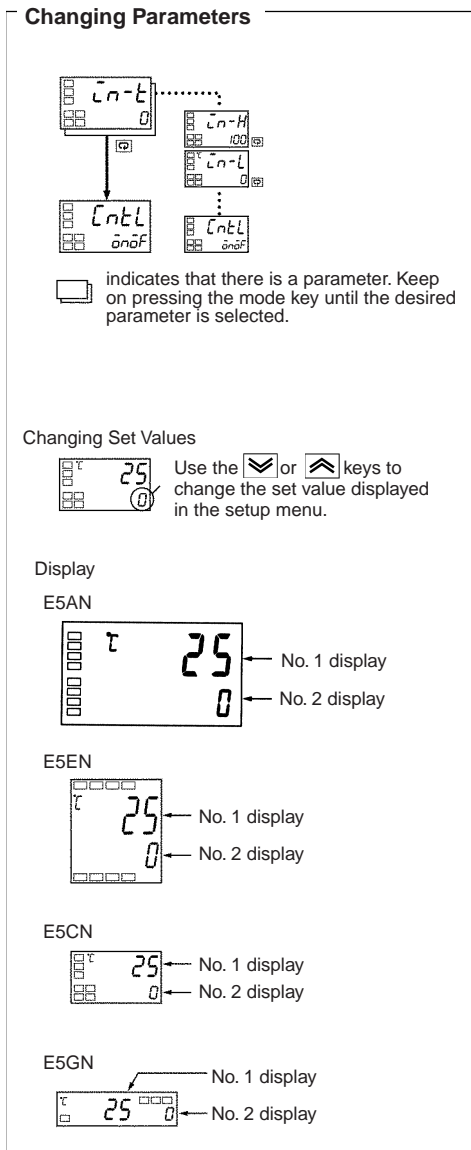 Changing Parameters
in-t
0
in-H
100
in-L
0
CntL
onoF
CntL
onoF
indicates that there is a parameter. Keep
on pressing the mode key until the desired
parameter is selected.
Changing Set Values
℃ 25
0
Use the or keys to
change the set value displayed
in the setup menu.
Display
E5AN
℃ 25
No. 1 display
0
No. 2 display
E5EN
℃
25
No. 1 display
0
No. 2 display
E5CN
℃ 25
No. 1 display
0
No. 2 display
E5GN
No. 1 display
℃ 25 0
No. 2 display